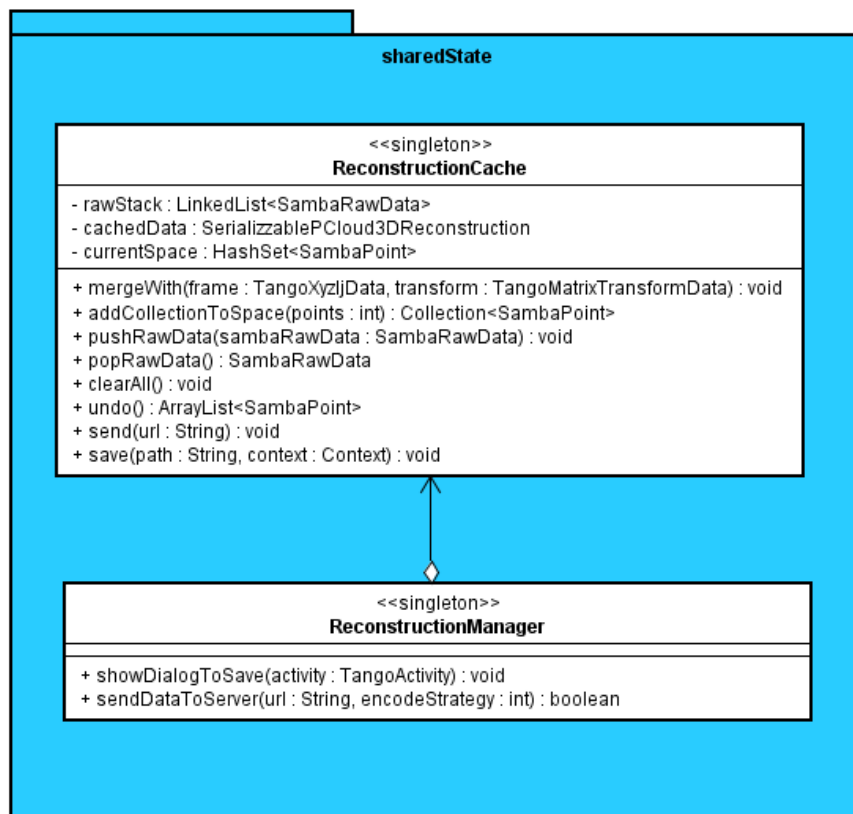 sharedState
<<singleton>>
ReconstructionCache
- rawStack : LinkedList<SambaRawData>
- cachedData : SerializzablePCloud3DReconstruction
- currentSpace : HashSet<SambaPoint>
+ mergeWith(frame : TangoXyzIjData, transform : TangoMatrixTransformData) : void
+ addCollectionToSpace(points : int) : Collection<SambaPoint>
+ pushRawData(sambaRawData : SambaRawData) : void
+ popRawData() : SambaRawData
+ clearAll() : void
+ undo() : ArrayList<SambaPoint>
+ send(url : String) : void
+ save(path : String, context : Context) : void
<<singleton>>
ReconstructionManager
+ showDialogToSave(activity : TangoActivity) : void
+ sendDataToServer(url : String, encodeStrategy : int) : boolean